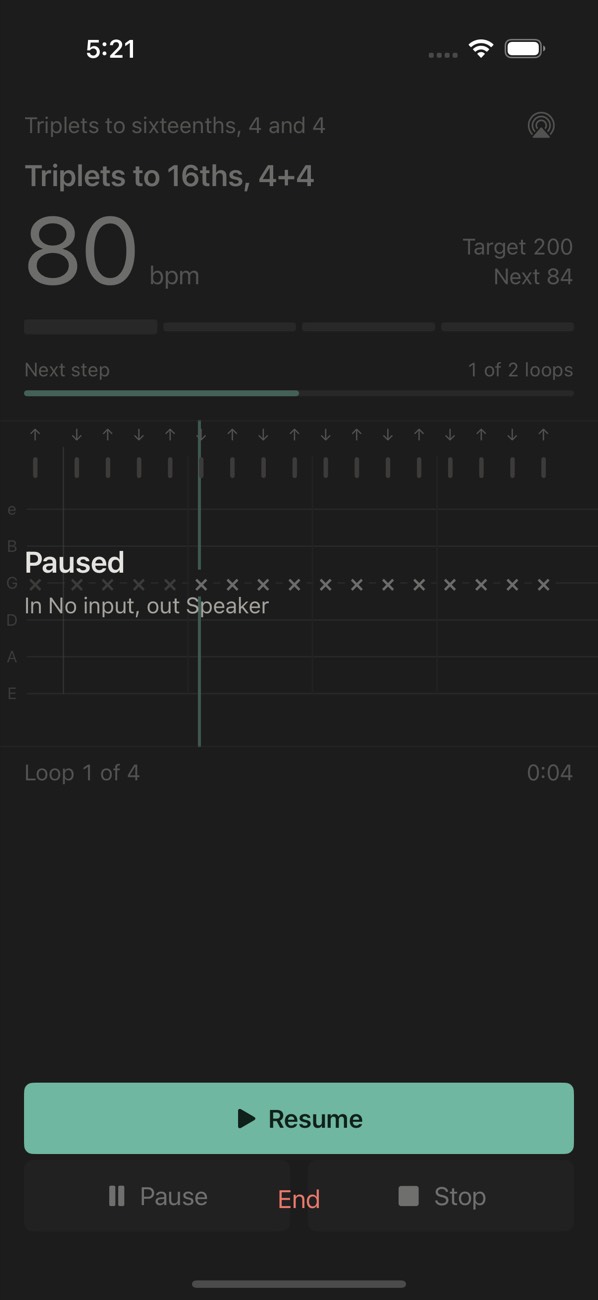 5:21
Triplets to sixteenths, 4 and 4
Triplets to 16ths, 4+4
80 bpm
Target 200
Next 84
Next step 1 of 2 loops
e
B
Paused
G
In No input, out Speaker
D
A
E
Loop 1 of 4 0:04
Resume
Pause End Stop